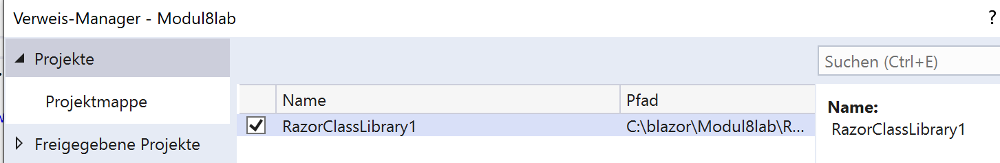 Verweis-Manager - Modul8lab
?
Projekte
Suchen (Ctrl+E)
Projektmappe
Name
Pfad
Name:
RazorClassLibrary1
C:\blazor\Modul8lab\R...
RazorClassLibrary1
Freigegebene Projekte